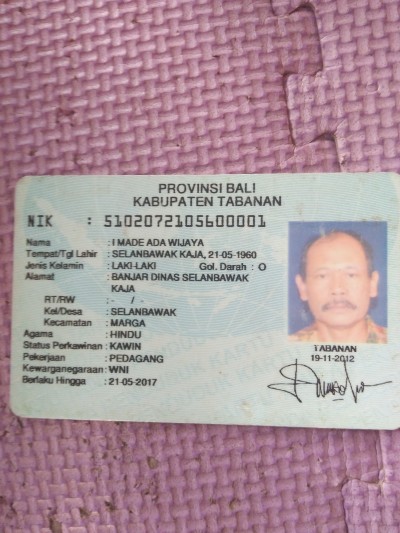 PROVINSI BALI
KABUPATEN TABANAN
NIK : 5102072105600001
Nama : I MADE ADA WIJAYA
Tempat/Tgl Lahir : SELANBAWAK KAJA, 21-05-1960
Jenis Kelamin : LAKI-LAKI Gol. Darah : O
Alamat : BANJAR DINAS SELANBAWAK
KAJA
RT/RW : - / -
Kel/Desa : SELANBAWAK
Kecamatan : MARGA
Agama : HINDU
Status Perkawinan : KAWIN
Pekerjaan : PEDAGANG
Kewarganegaraan : WNI
Berlaku Hingga : 21-05-2017
TABANAN
19-11-2012